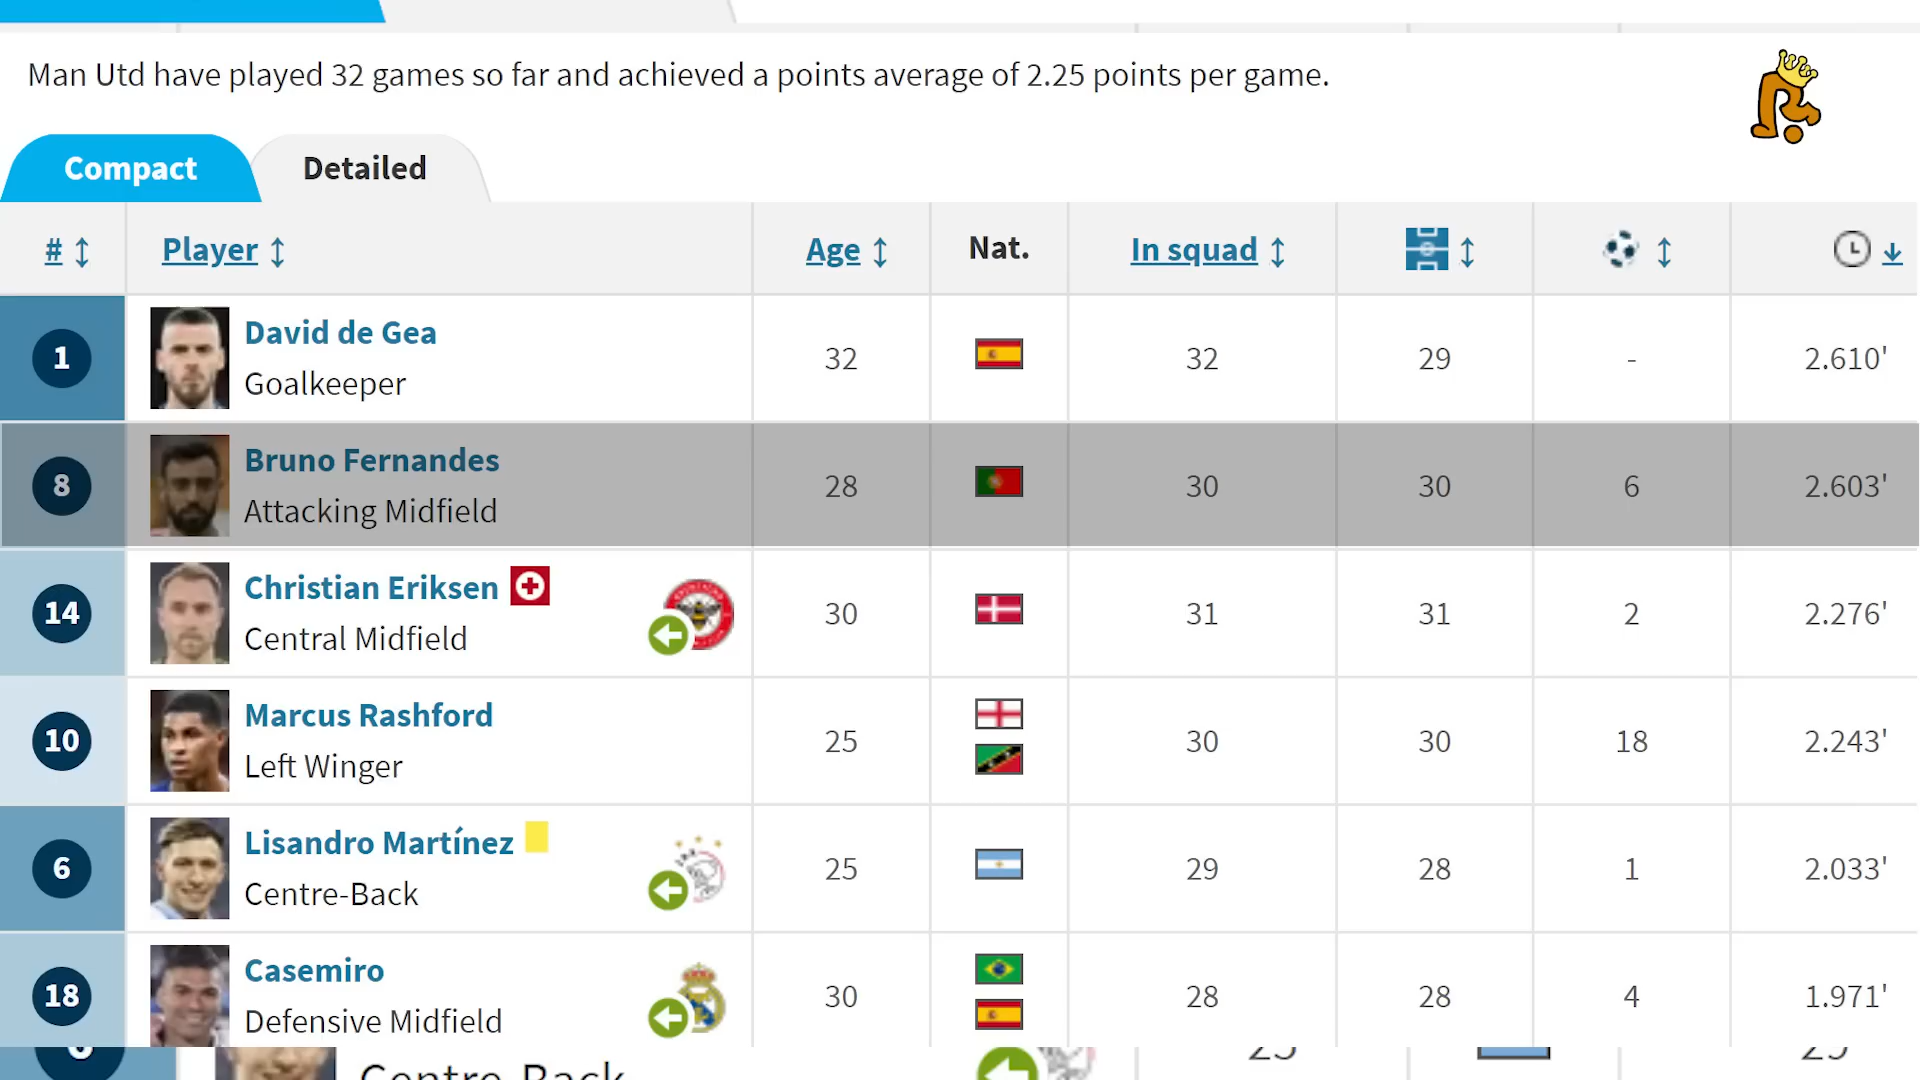 Man Utd have played 32 games so far and achieved a points average of 2.25 points per game.
Compact Detailed
# Player Age Nat. In squad
1 David de Gea 32 32 29 - 2.610'
Goalkeeper
8 Bruno Fernandes 28 30 30 6 2.603'
Attacking Midfield
14 Christian Eriksen 30 31 31 2 2.276'
Central Midfield
10 Marcus Rashford 25 30 30 18 2.243'
Left Winger
6 Lisandro Martínez 25 29 28 1 2.033'
Centre-Back
18 Casemiro 30 28 28 4 1.971'
Defensive Midfield
Centre-Back